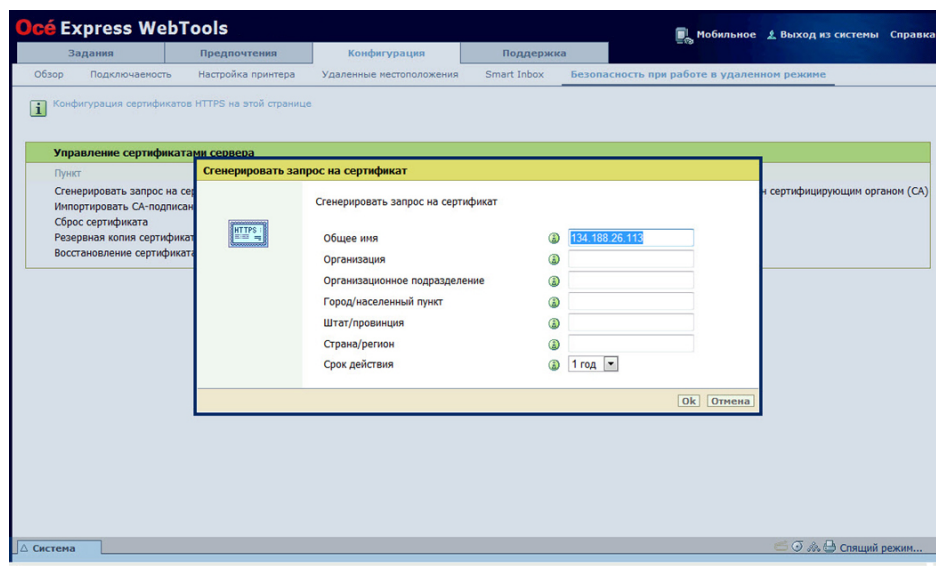 Océ Express WebTools
Мобильное Выход из системы Справка
Задания Предпочтения Конфигурация Поддержка
Обзор Подключаемость Настройка принтера Удаленные местоположения Smart Inbox Безопасность при работе в удаленном режиме
Конфигурация сертификатов HTTPS на этой странице
Управление сертификатами сервера
Пункт
Сгенерировать запрос на сер
сертифицирующим органом (CA)
Импортировать CA-подписан
Сброс сертификата
Резервная копия сертификат
Восстановление сертификата
Сгенерировать запрос на сертификат
Сгенерировать запрос на сертификат
HTTPS
Общее имя 134.188.26.113
Организация
Организационное подразделение
Город/населенный пункт
Штат/провинция
Страна/регион
Срок действия 1 год
Ok Отмена
Система Спящий режим...